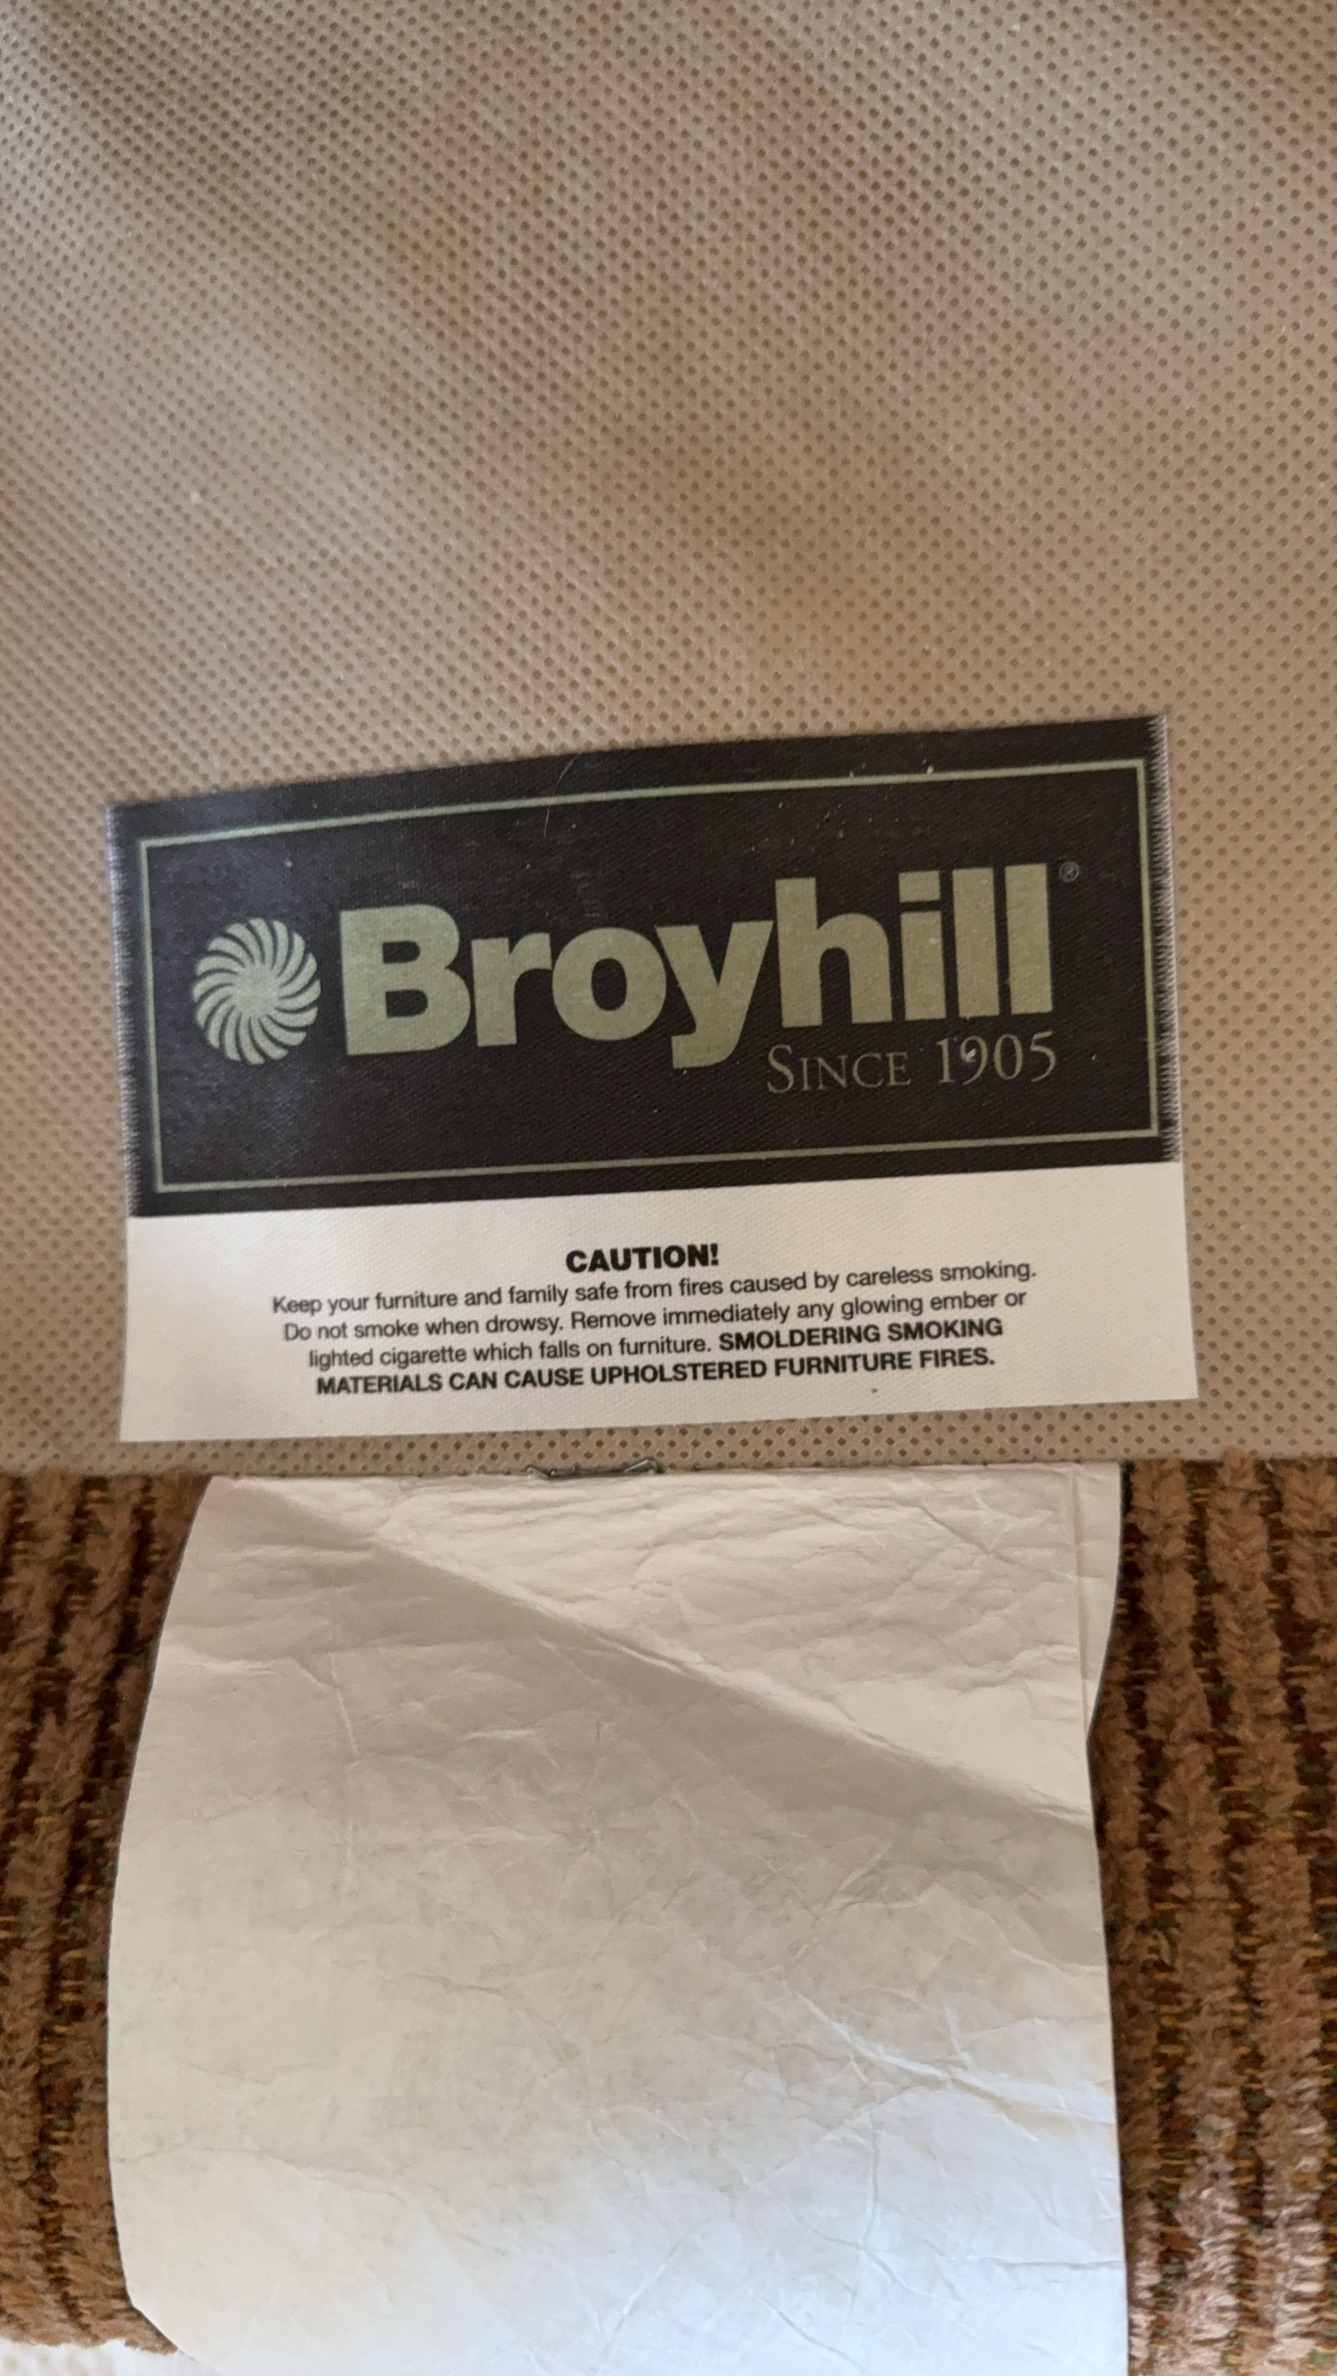 Broyhill®
SINCE 1905
CAUTION!
Keep your furniture and family safe from fires caused by careless smoking.
Do not smoke when drowsy. Remove immediately any glowing ember or
lighted cigarette which falls on furniture. SMOLDERING SMOKING
MATERIALS CAN CAUSE UPHOLSTERED FURNITURE FIRES.